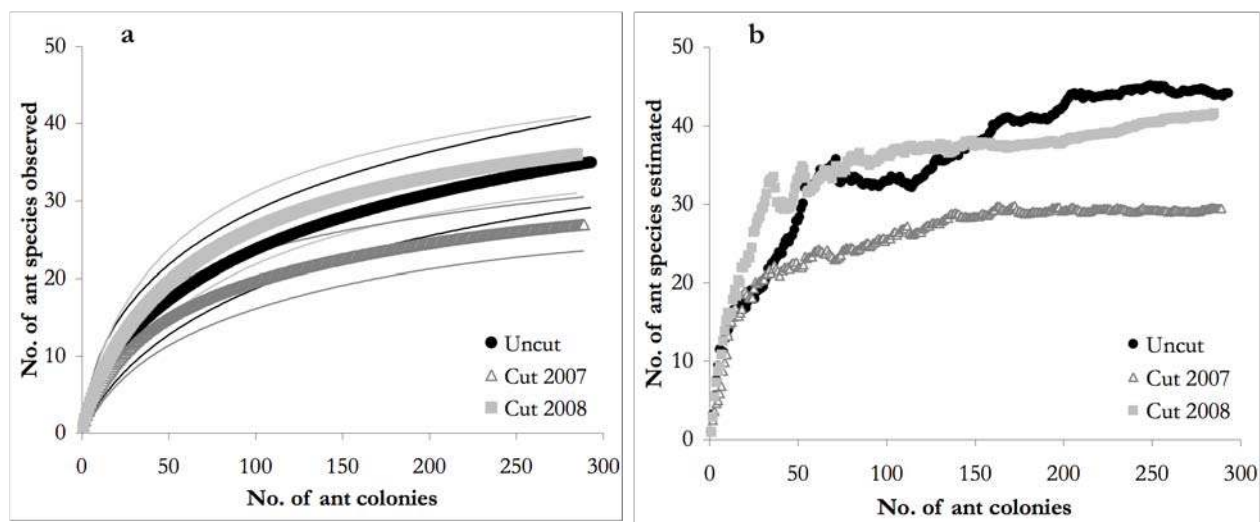 a
No. of ant species observed
50
40
30
20
10
0
0 50 100 150 200 250 300
No. of ant colonies
Uncut
Cut 2007
Cut 2008
b
No. of ant species estimated
50
40
30
20
10
0
0 50 100 150 200 250 300
No. of ant colonies
Uncut
Cut 2007
Cut 2008